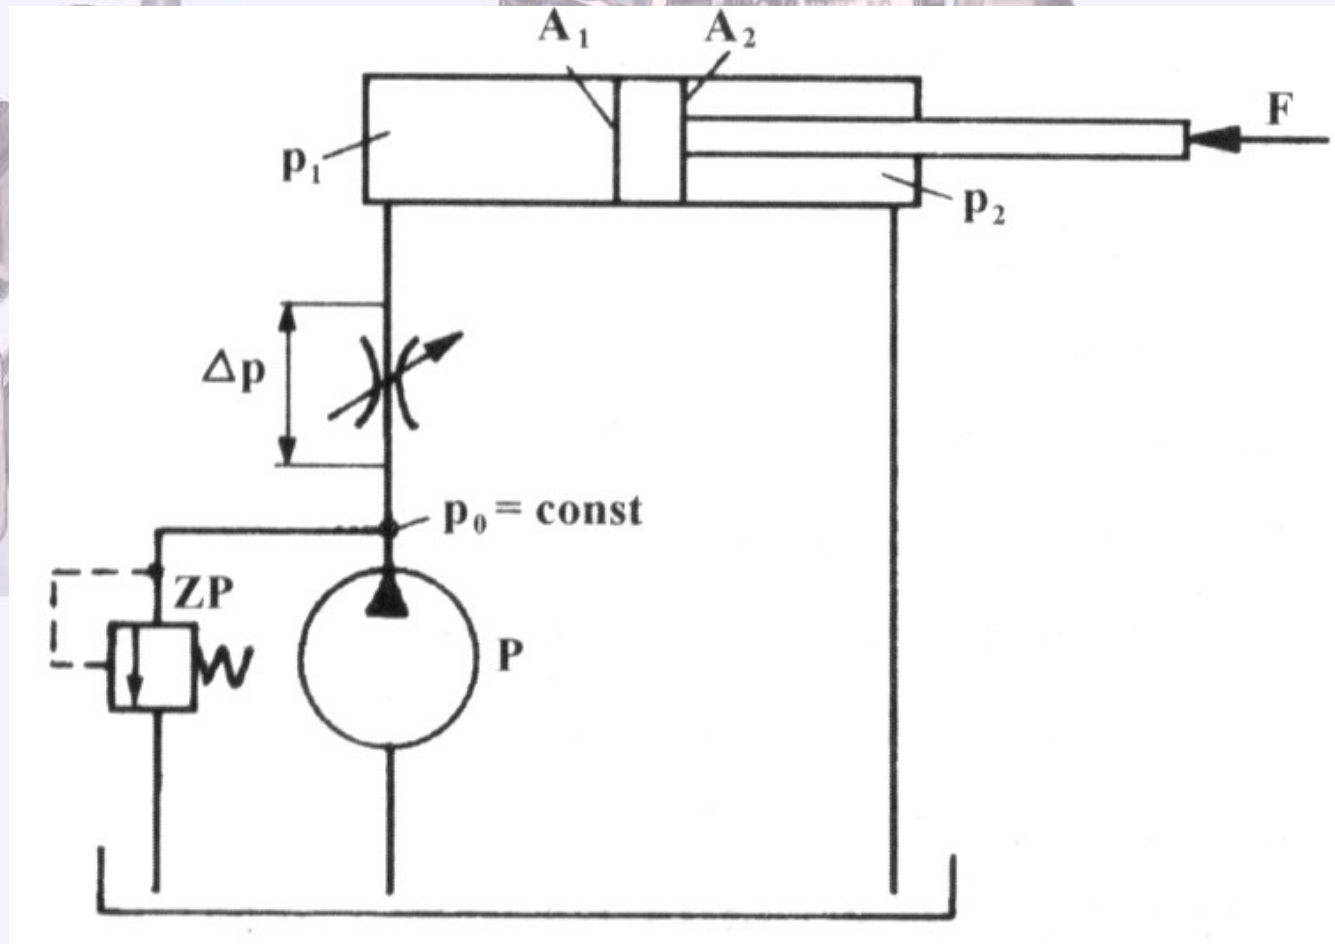 A₁ A₂
F
p₁
p₂
Δp
p₀ = const
ZP
P